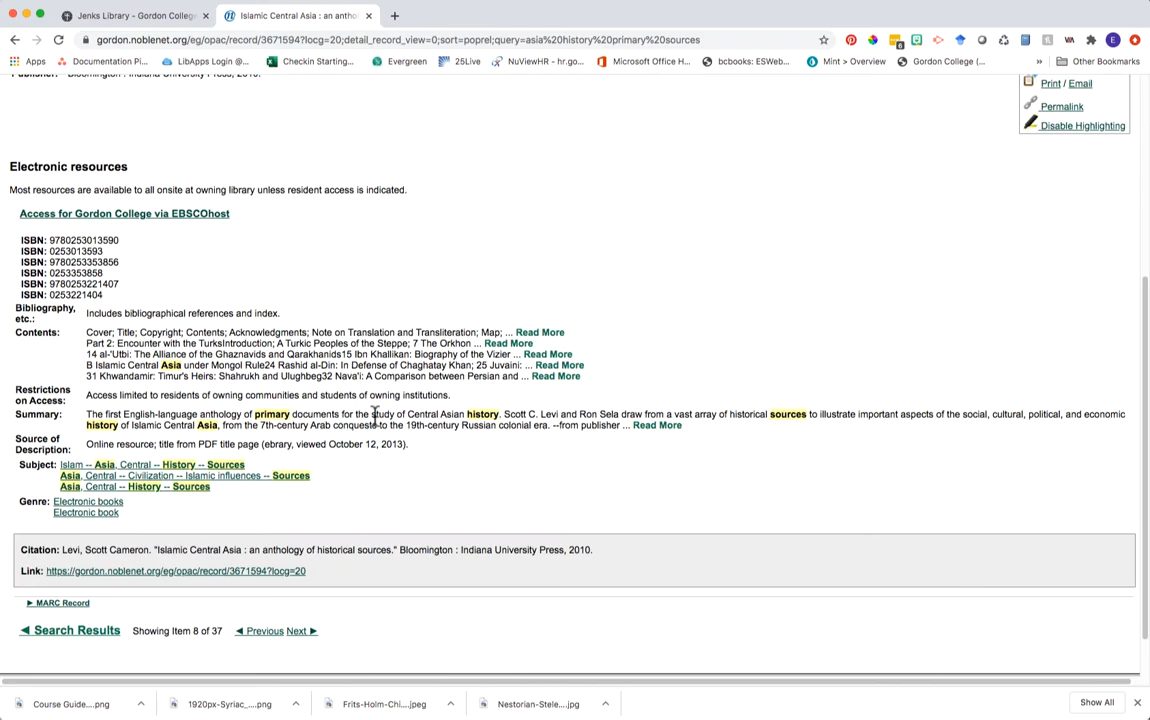 Jenks Library - Gordon Colleg
Islamic Central Asia : an antho
gordon.noblenet.org/eg/opac/record/3671594?locg=20;detail_record_view=0;sort=poprel;query=asia%20history%20primary%20sources
Apps Documentation Pi... LibApps Login @... Checkin Starting... Evergreen 25Live NuViewHR - hr.go... Microsoft Office H... bcbooks: ESWeb... Mint > Overview Gordon College (... » Other Bookmarks
Print / Email
Permalink
Disable Highlighting
Electronic resources
Most resources are available to all onsite at owning library unless resident access is indicated.
Access for Gordon College via EBSCOhost
ISBN: 9780253013590
ISBN: 0253013593
ISBN: 9780253353856
ISBN: 0253353858
ISBN: 9780253221407
ISBN: 0253221404
Bibliography, etc.: Includes bibliographical references and index.
Contents: Cover; Title; Copyright; Contents; Acknowledgments; Note on Translation and Transliteration; Map; ... Read More
Part 2: Encounter with the TurksIntroduction; A Turkic Peoples of the Steppe; 7 The Orkhon ... Read More
14 al-'Utbi: The Alliance of the Ghaznavids and Qarakhanids15 Ibn Khallikan: Biography of the Vizier ... Read More
B Islamic Central Asia under Mongol Rule24 Rashid al-Din: In Defense of Chaghatay Khan; 25 Juvaini: ... Read More
31 Khwandamir: Timur's Heirs: Shahrukh and Ulughbeg32 Nava'i: A Comparison between Persian and ... Read More
Restrictions on Access: Access limited to residents of owning communities and students of owning institutions.
Summary: The first English-language anthology of primary documents for the study of Central Asian history. Scott C. Levi and Ron Sela draw from a vast array of historical sources to illustrate important aspects of the social, cultural, political, and economic
history of Islamic Central Asia, from the 7th-century Arab conquests to the 19th-century Russian colonial era. --from publisher ... Read More
Source of Description: Online resource; title from PDF title page (ebrary, viewed October 12, 2013).
Subject: Islam -- Asia, Central -- History -- Sources
Asia, Central -- Civilization -- Islamic influences -- Sources
Asia, Central -- History -- Sources
Genre: Electronic books
Electronic book
Citation: Levi, Scott Cameron. "Islamic Central Asia : an anthology of historical sources." Bloomington : Indiana University Press, 2010.
Link: https://gordon.noblenet.org/eg/opac/record/3671594?locg=20
MARC Record
Search Results Showing Item 8 of 37 Previous Next
Course Guide....png 1920px-Syriac_....png Frits-Holm-Chi....jpeg Nestorian-Stele....jpg Show All